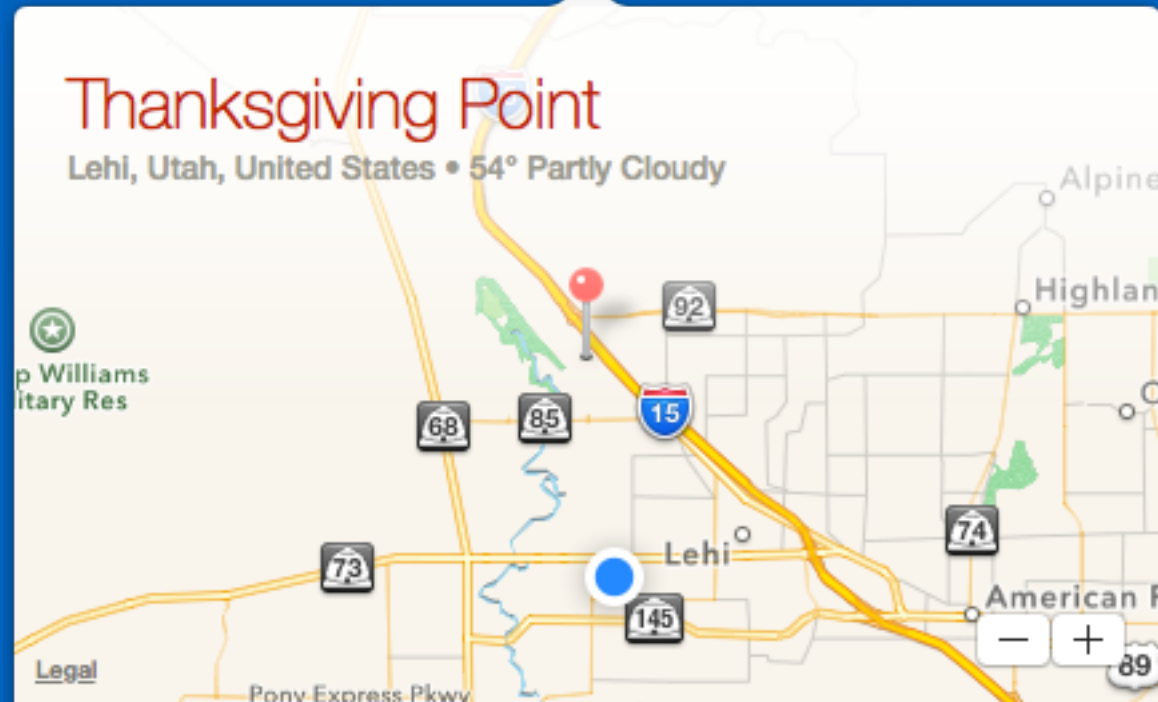 Thanksgiving Point
Lehi, Utah, United States • 54° Partly Cloudy
Alpine
Highlan
92
p Williams
itary Res
68
85
15
74
Lehi
73
145
American F
89
Legal
Pony Express Pkwy